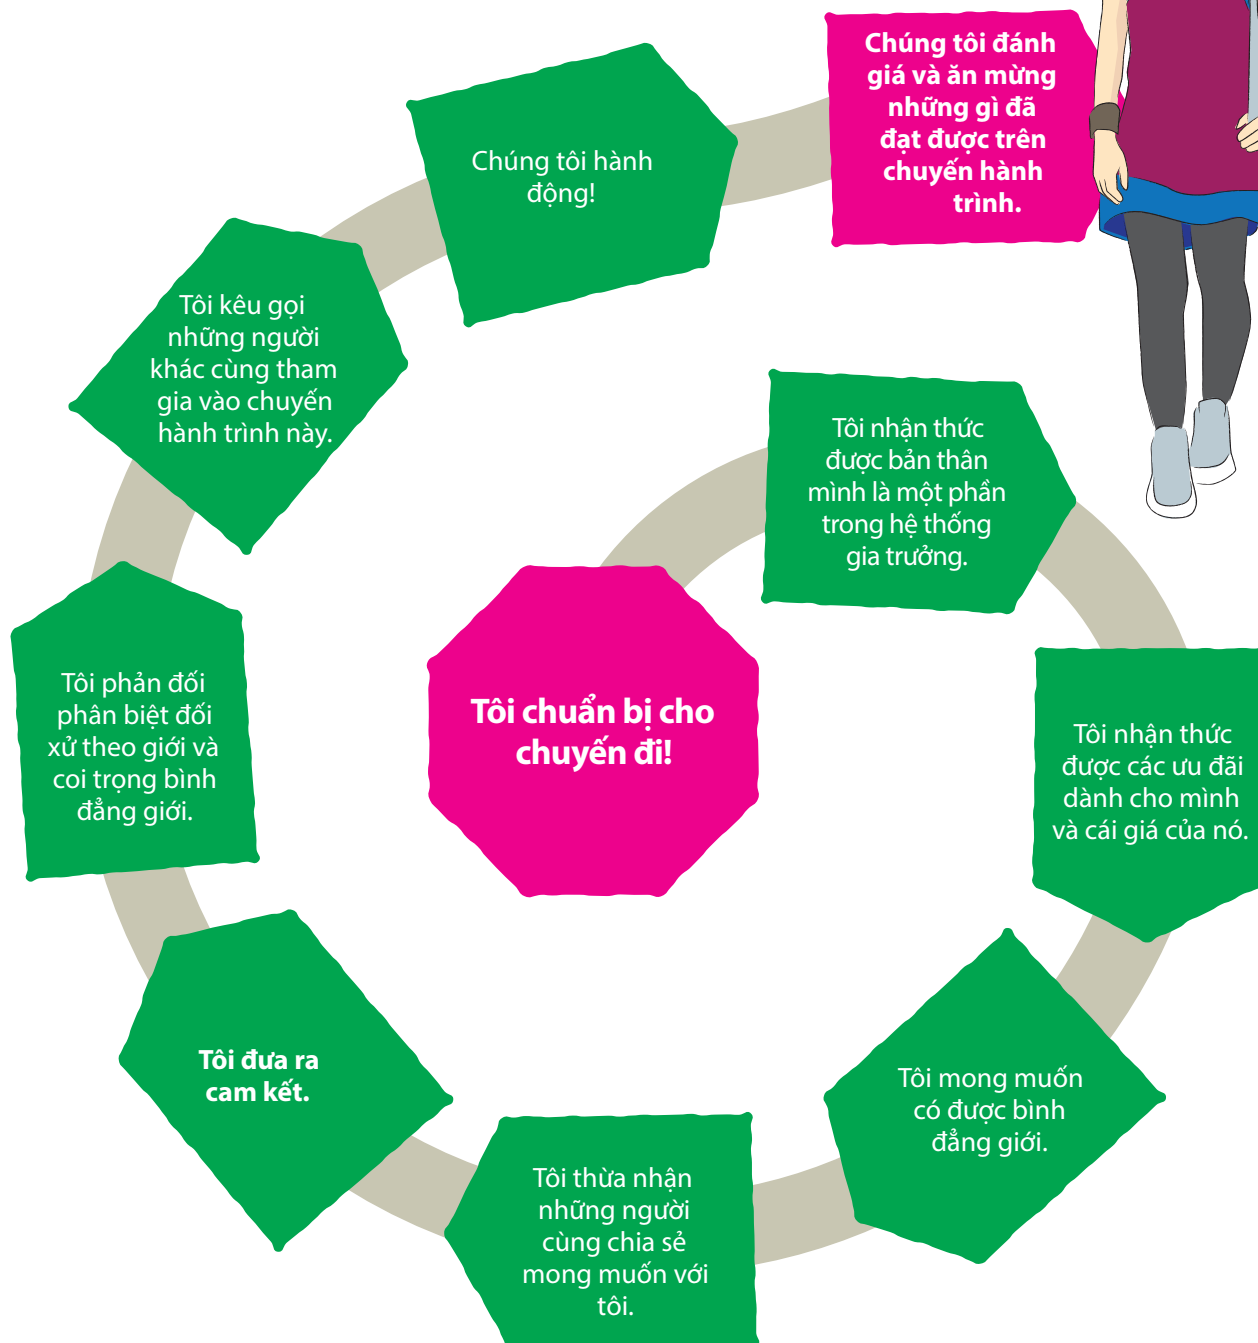 Chúng tôi đánh
giá và ăn mừng
những gì đã
đạt được trên
chuyến hành
trình.
Chúng tôi hành
động!
Tôi kêu gọi
những người
khác cùng tham
gia vào chuyến
hành trình này.
Tôi nhận thức
được bản thân
mình là một phần
trong hệ thống
gia trưởng.
Tôi phản đối
phân biệt đối
xử theo giới và
coi trọng bình
đẳng giới.
Tôi chuẩn bị cho
chuyến đi!
Tôi nhận thức
được các ưu đãi
dành cho mình
và cái giá của nó.
Tôi đưa ra
cam kết.
Tôi mong muốn
có được bình
đẳng giới.
Tôi thừa nhận
những người
cùng chia sẻ
mong muốn với
tôi.